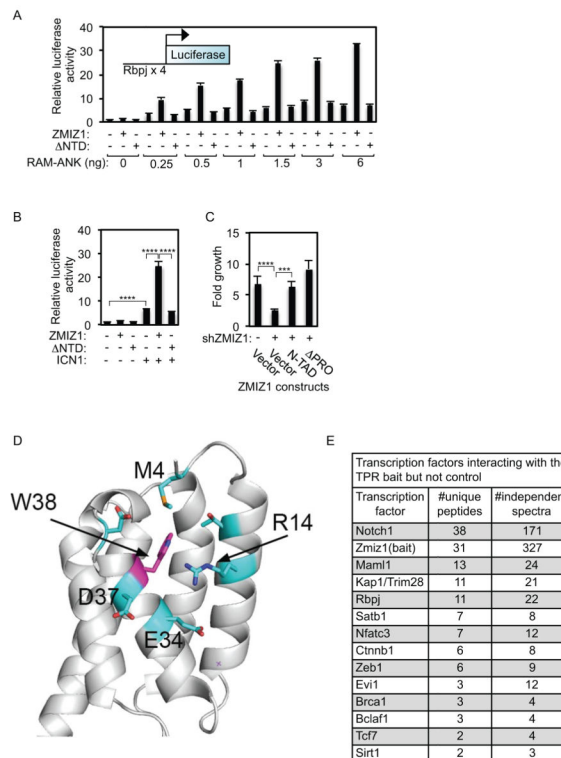 A
Relative luciferase
activity
40
30
20
10
0
Luciferase
Rbpj x 4
ZMIZ1: - + - - + - - + - - + - - + - - + - - + -
ΔNTD: - - + - - + - - + - - + - - + - - + - - +
RAM-ANK (ng): 0 0.25 0.5 1 1.5 3 6
B
Relative luciferase
activity
40
30
20
10
0
**** ****
****
ZMIZ1: - + - - + -
ΔNTD: - - + - - +
ICN1: - - - + + +
C
Fold growth
15
10
5
0
**** ***
shZMIZ1: - + + +
Vector Vector N-TAD ΔPRO
ZMIZ1 constructs
D
M4
W38
R14
D37
E34
E
Transcription factors interacting with the
TPR bait but not control
Transcription factor #unique peptides #independen spectra
Notch1 38 171
Zmiz1(bait) 31 327
Maml1 13 24
Kap1/Trim28 11 21
Rbpj 11 22
Satb1 7 8
Nfatc3 7 12
Ctnnb1 6 8
Zeb1 6 9
Evi1 3 12
Brca1 3 4
Bclaf1 3 4
Tcf7 2 4
Sirt1 2 3